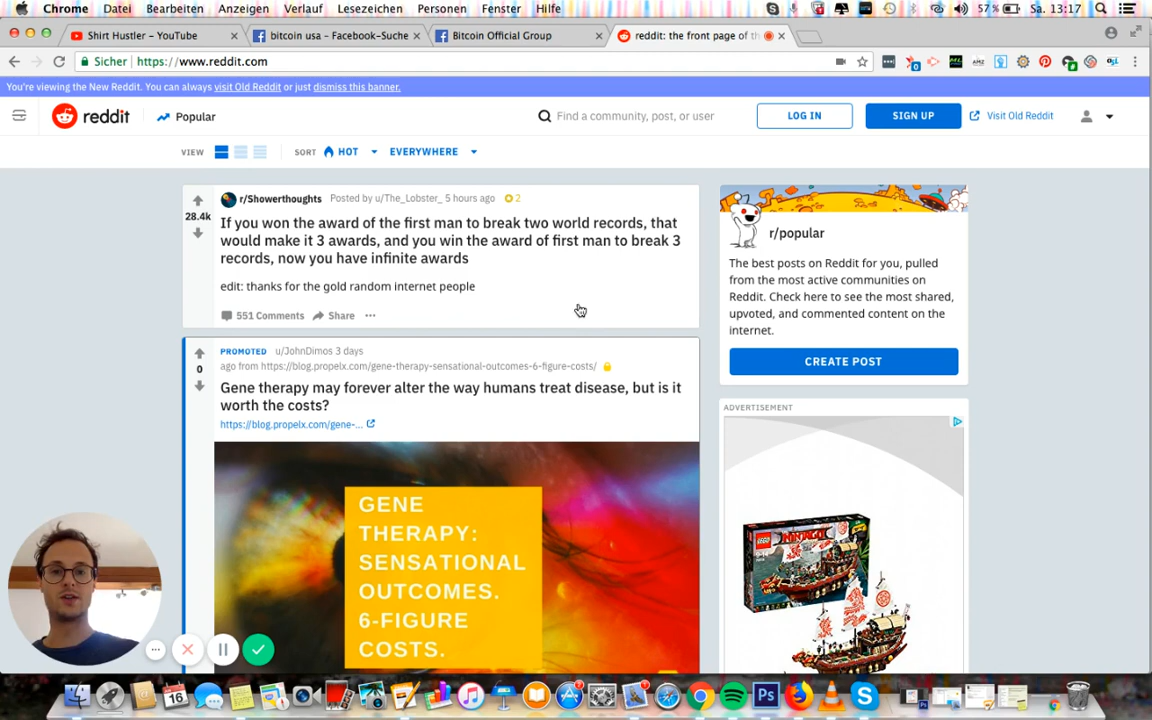 Chrome Datei Bearbeiten Anzeigen Verlauf Lesezeichen Personen Fenster Hilfe 57 % Sa. 13:17
Shirt Hustler – YouTube bitcoin usa – Facebook-Suche Bitcoin Official Group reddit: the front page of th
Sicher https://www.reddit.com
You're viewing the New Reddit. You can always visit Old Reddit or just dismiss this banner.
reddit Popular Find a community, post, or user LOG IN SIGN UP Visit Old Reddit
VIEW SORT HOT EVERYWHERE
r/Showerthoughts Posted by u/The_Lobster_ 5 hours ago 2
28.4k
If you won the award of the first man to break two world records, that
would make it 3 awards, and you win the award of first man to break 3
records, now you have infinite awards
edit: thanks for the gold random internet people
551 Comments Share
PROMOTED u/JohnDimos 3 days
ago from https://blog.propelx.com/gene-therapy-sensational-outcomes-6-figure-costs/
0
Gene therapy may forever alter the way humans treat disease, but is it
worth the costs?
https://blog.propelx.com/gene-...
GENE
THERAPY:
SENSATIONAL
OUTCOMES.
6-FIGURE
COSTS.
r/popular
The best posts on Reddit for you, pulled
from the most active communities on
Reddit. Check here to see the most shared,
upvoted, and commented content on the
internet.
CREATE POST
ADVERTISEMENT
LEGO NINJAGO
16
Ps